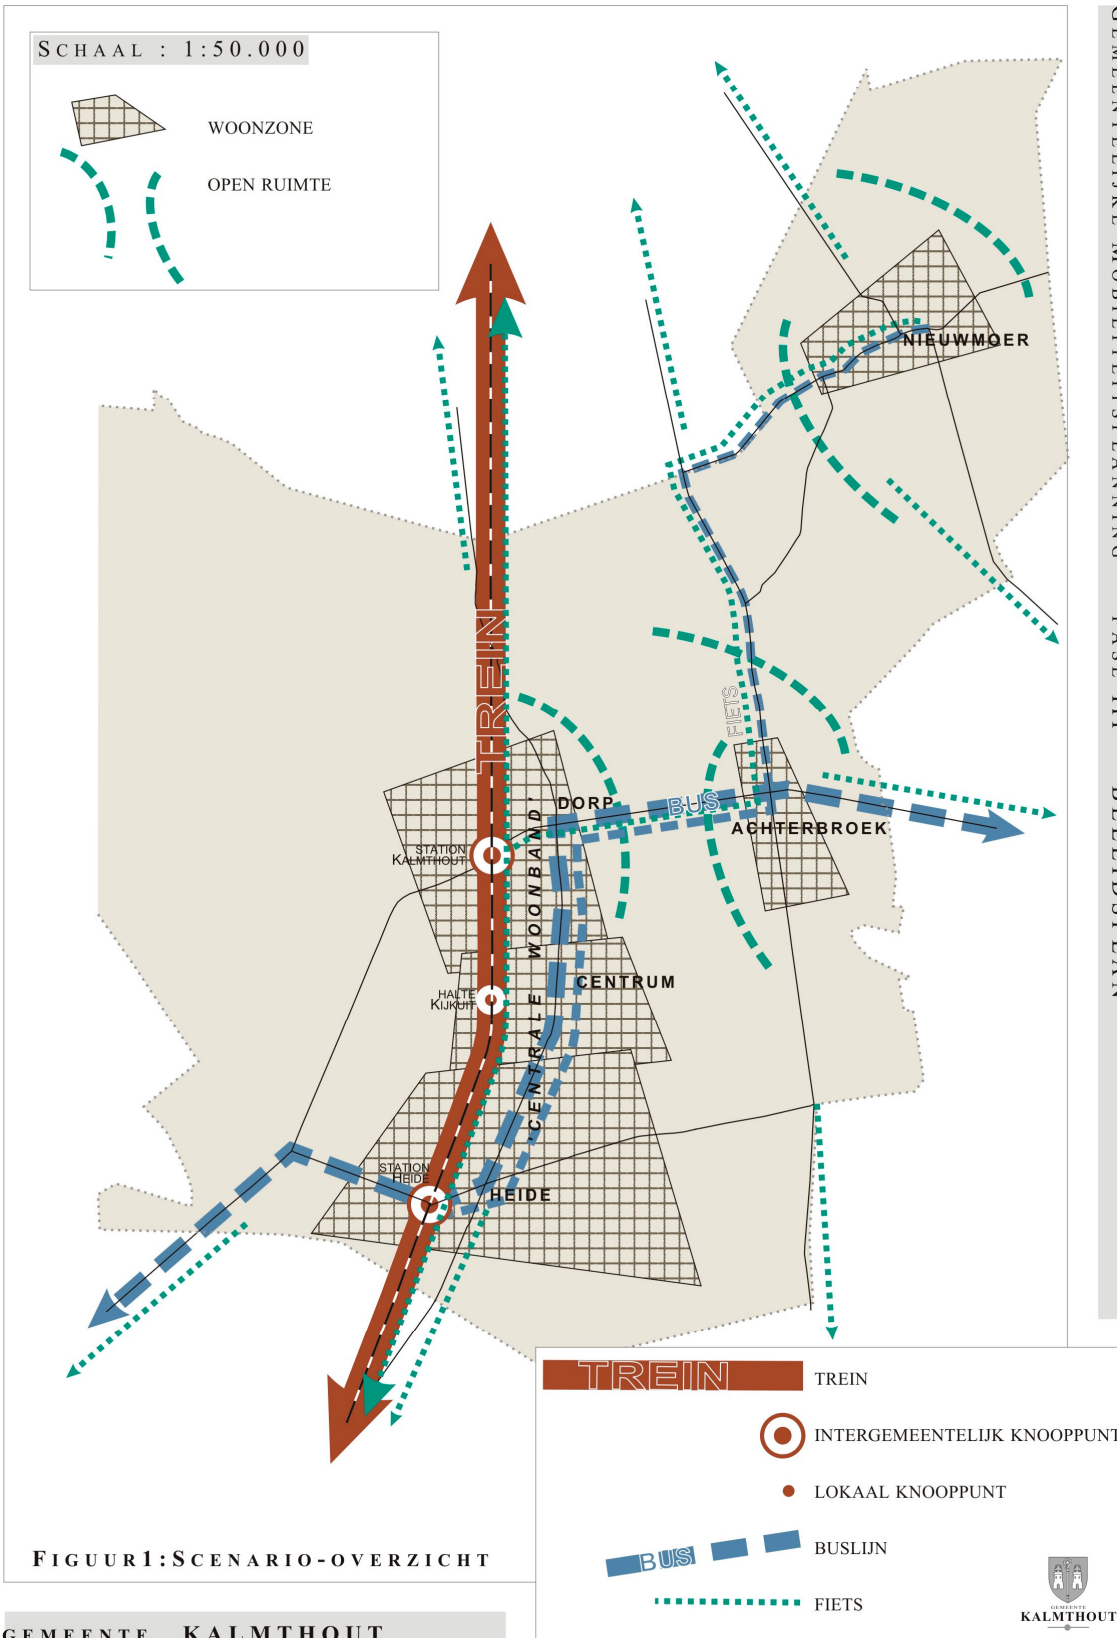 SCHAAL : 1:50.000
WOONZONE
OPEN RUIMTE
NIEUWMOER
TREIN
FIETS
DORP
BUS
ACHTERBROEK
STATION
KALMTHOUT
'CENTRALE WOONBAND'
CENTRUM
HALTE
KIJKUIT
STATION
HEIDE
HEIDE
TREIN
TREIN
INTERGEMEENTELIJK KNOOPPUNT
LOKAAL KNOOPPUNT
BUS
BUSLIJN
FIETS
GEMEENTE
KALMTHOUT
FIGUUR1:SCENARIO-OVERZICHT
GEMEENTE KALMTHOUT